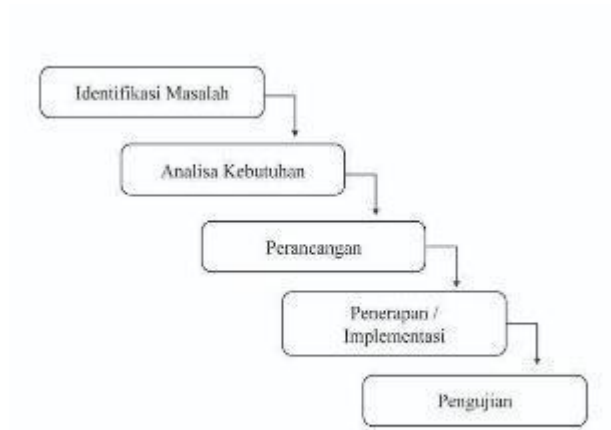 Identifikasi Masalah
Analisa Kebutuhan
Perancangan
Penerapan /
Implementasi
Pengujian